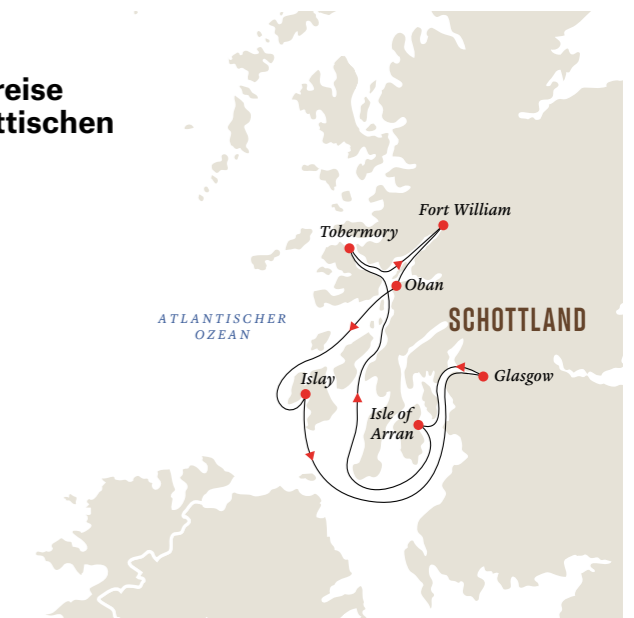 reise
ttischen
Fort William
Tobermory
Oban
ATLANTISCHER
OZEAN
SCHOTTLAND
Islay
Glasgow
Isle of
Arran